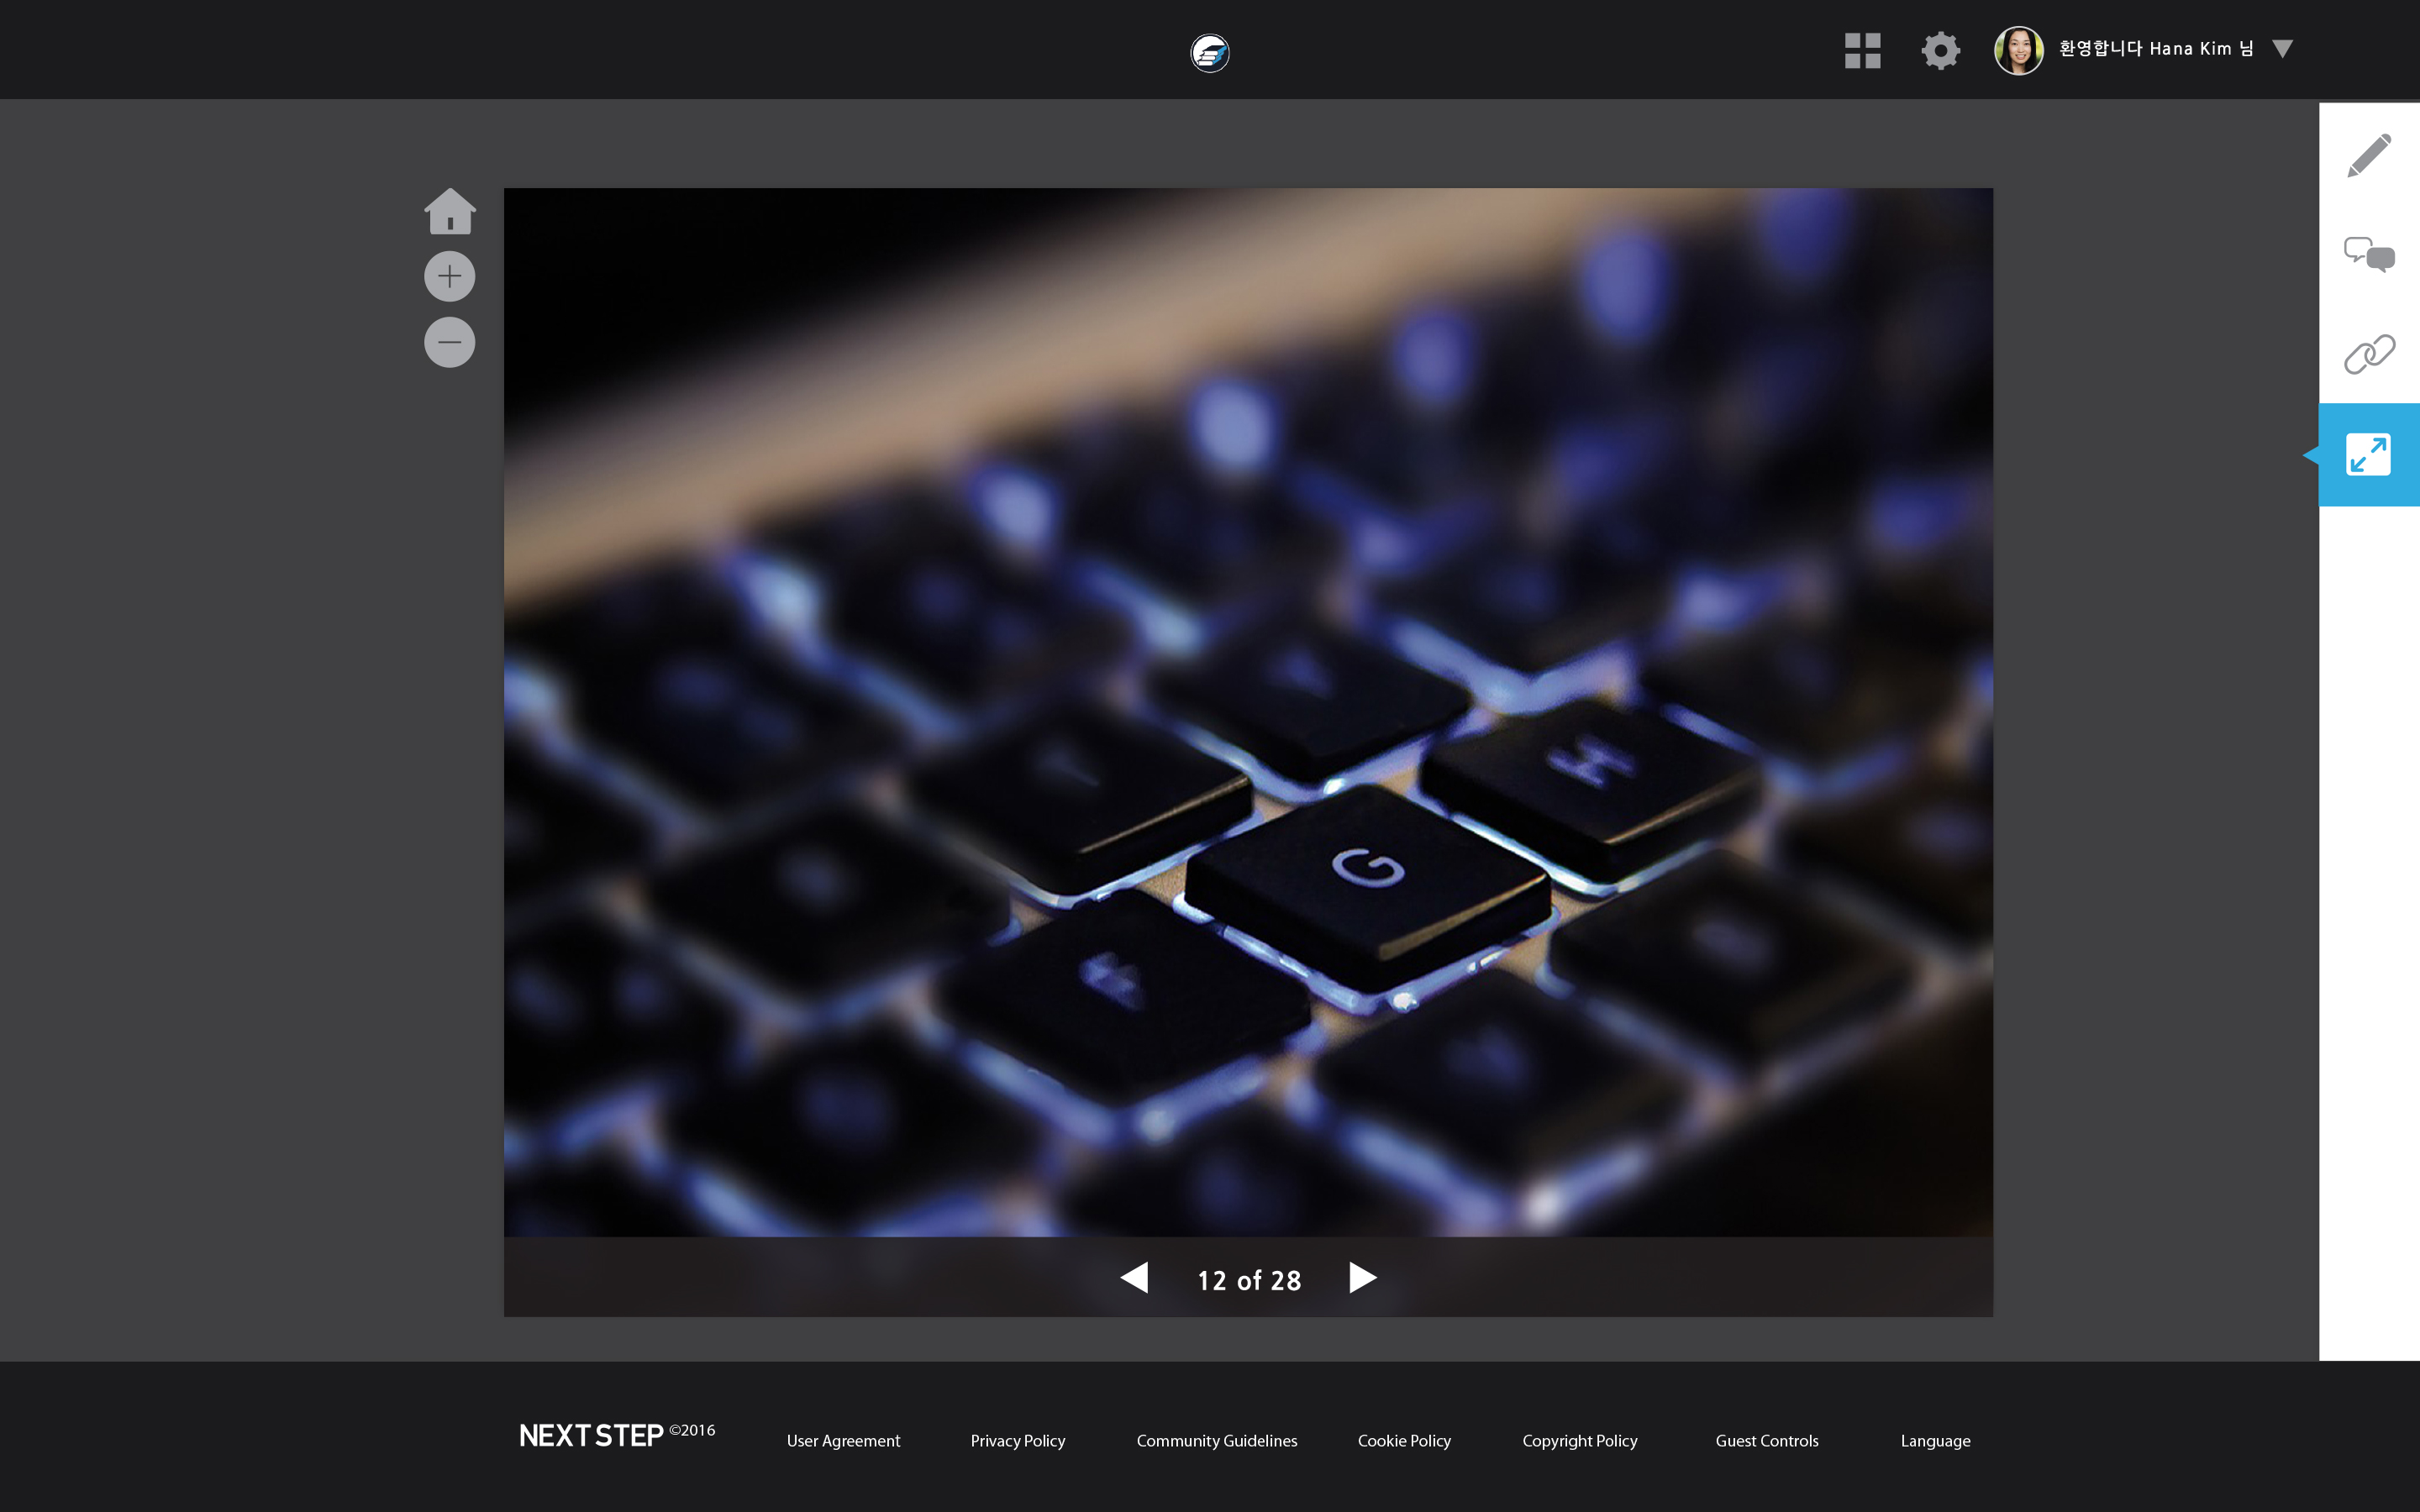 환영합니다 Hana Kim 님
H
G
12 of 28
NEXT STEP ©2016
User Agreement
Privacy Policy
Community Guidelines
Cookie Policy
Copyright Policy
Guest Controls
Language